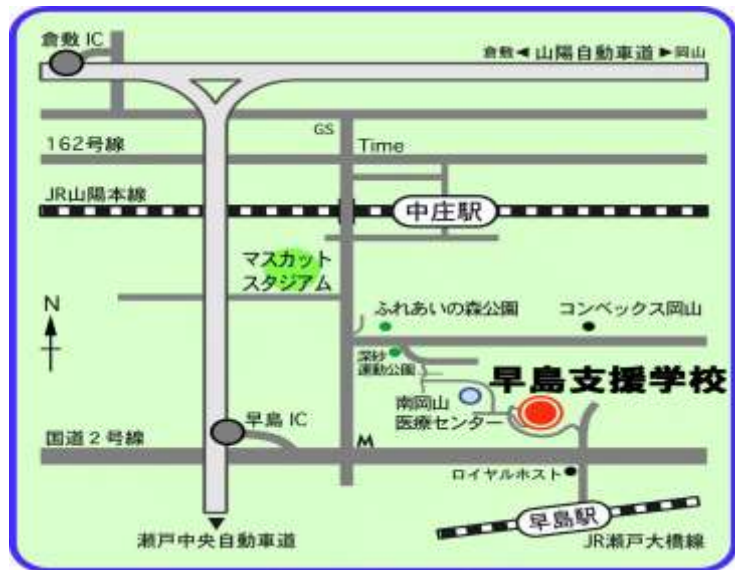 倉敷 IC
倉敷◀山陽自動車道▶岡山
GS
162号線
Time
JR山陽本線
中庄駅
マスカット
スタジアム
N
ふれあいの森公園
コンベックス岡山
深砂
運動公園
早島支援学校
南岡山
医療センター
早島 IC
国道2号線
M
ロイヤルホスト
早島駅
瀬戸中央自動車道
JR瀬戸大橋線